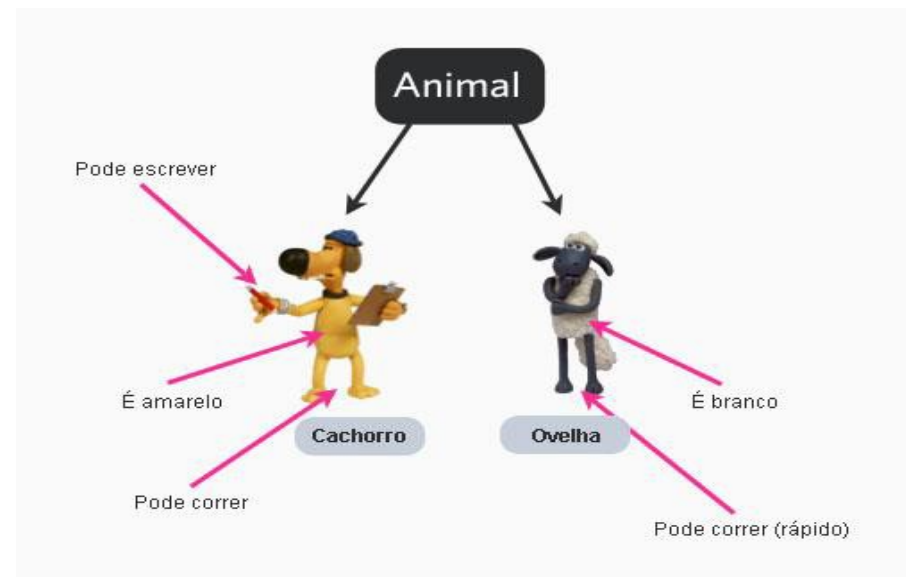 Animal
Pode escrever
É amarelo
É branco
Cachorro
Ovelha
Pode correr
Pode correr (rápido)